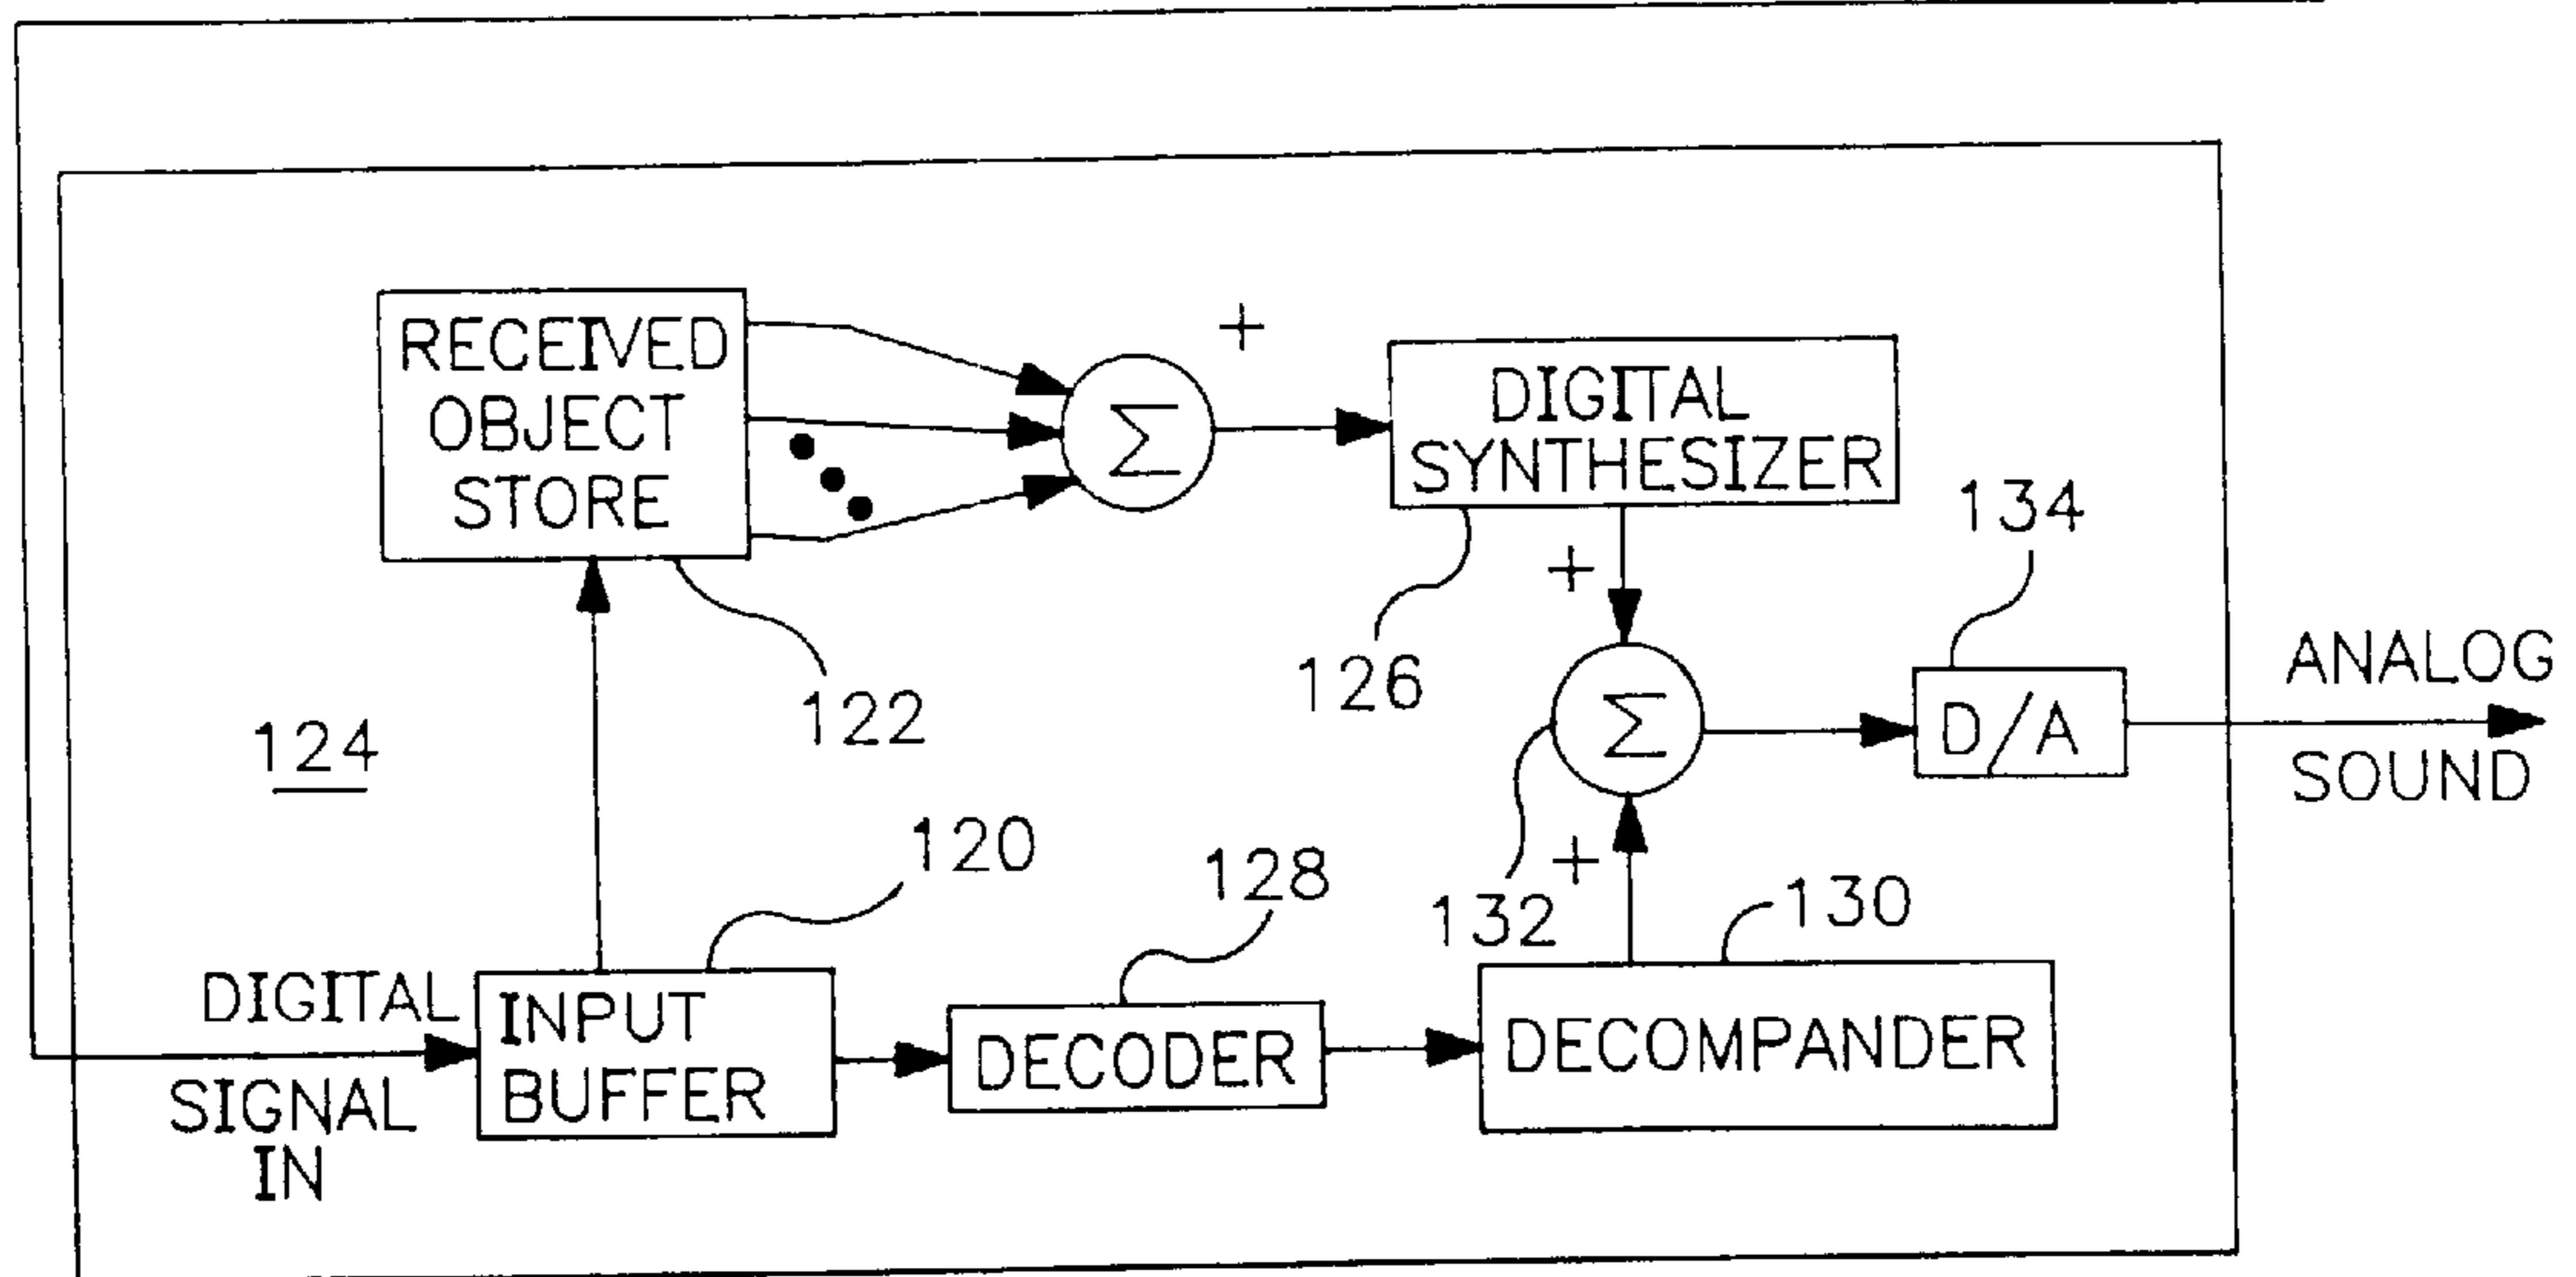 RECEIVED
OBJECT
STORE
Σ
+
DIGITAL
SYNTHESIZER
134
+
126
122
124
Σ
D/A
ANALOG
SOUND
120
128
132
+
130
DIGITAL
SIGNAL
IN
INPUT
BUFFER
DECODER
DECOMPANDER